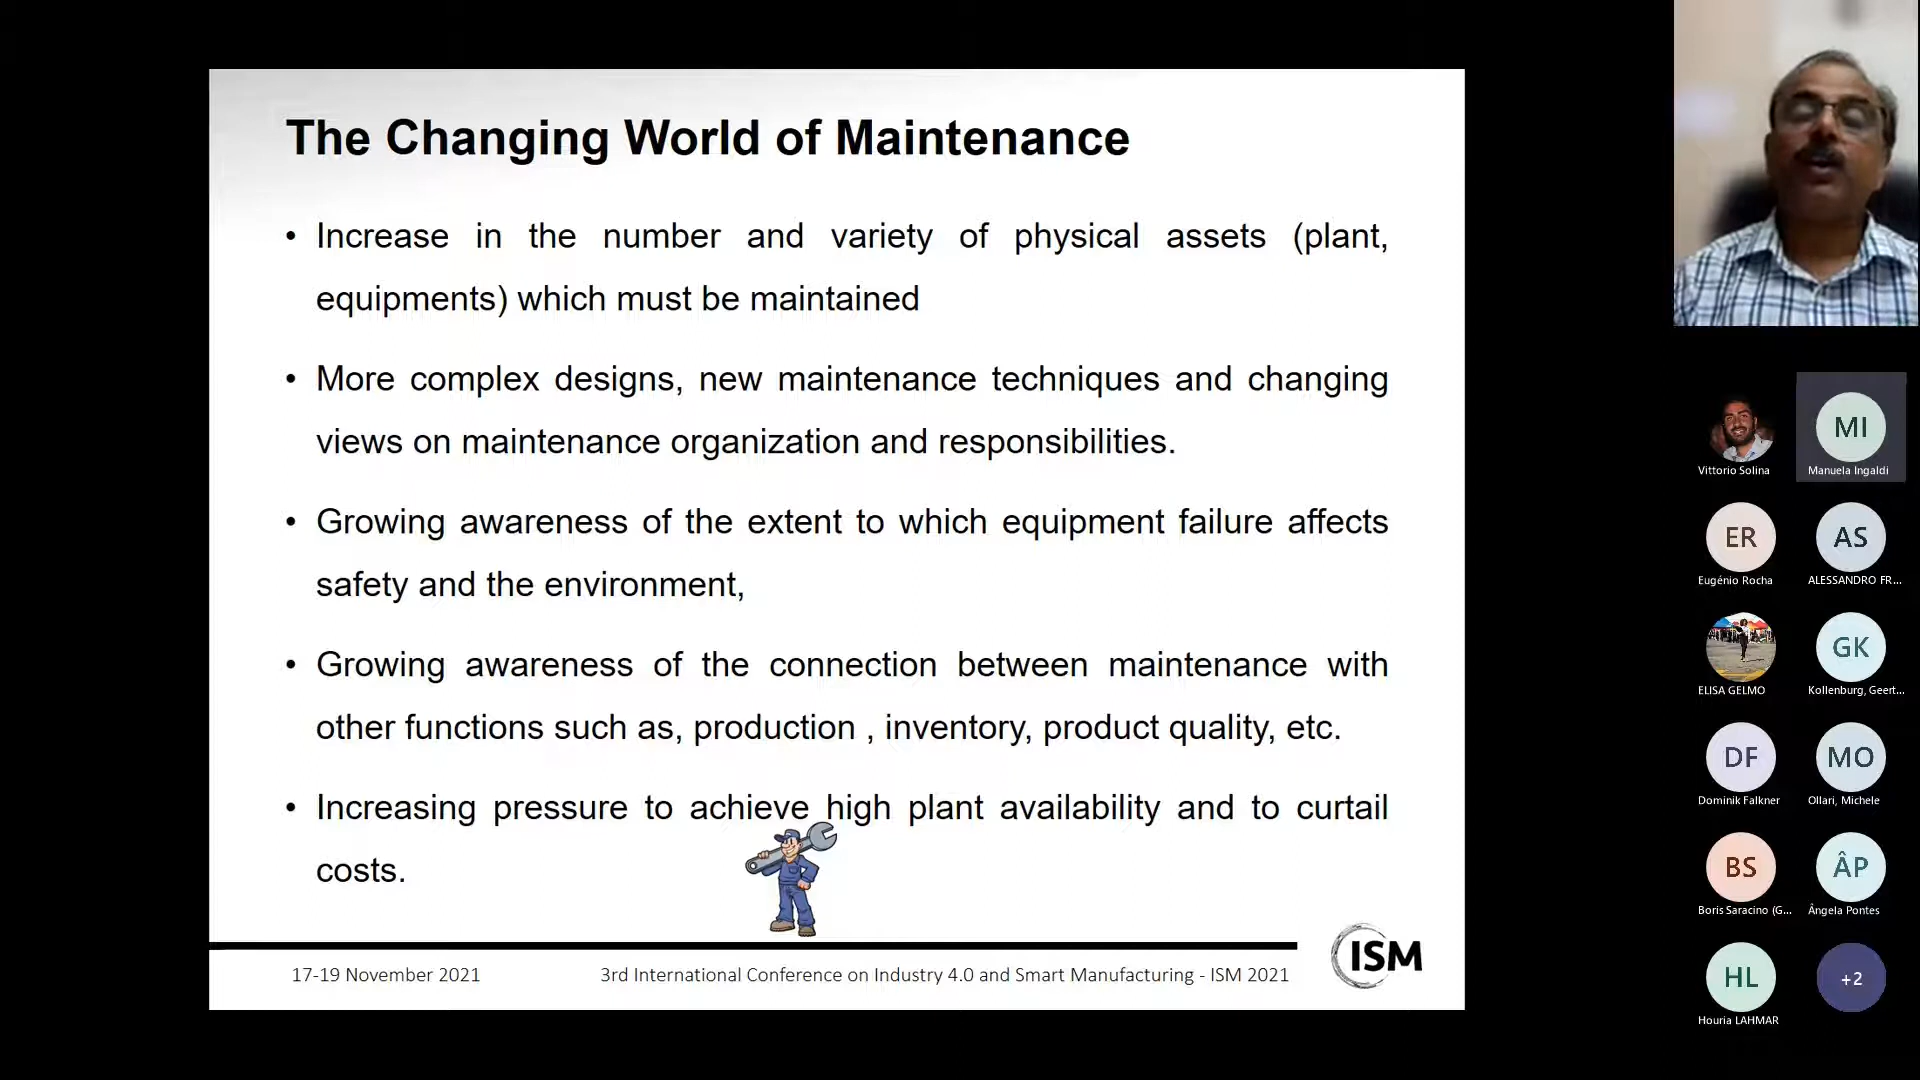 The Changing World of Maintenance
• Increase in the number and variety of physical assets (plant,
equipments) which must be maintained
• More complex designs, new maintenance techniques and changing
views on maintenance organization and responsibilities.
• Growing awareness of the extent to which equipment failure affects
safety and the environment,
• Growing awareness of the connection between maintenance with
other functions such as, production , inventory, product quality, etc.
• Increasing pressure to achieve high plant availability and to curtail
costs.
17-19 November 2021
3rd International Conference on Industry 4.0 and Smart Manufacturing - ISM 2021
ISM
Vittorio Solina
MI
Manuela Ingaldi
ER
Eugénio Rocha
AS
ALESSANDRO FR...
ELISA GELMO
GK
Kollenburg, Geert...
DF
Dominik Falkner
MO
Ollari, Michele
BS
Boris Saracino (G...
ÂP
Ângela Pontes
HL
Houria LAHMAR
+2